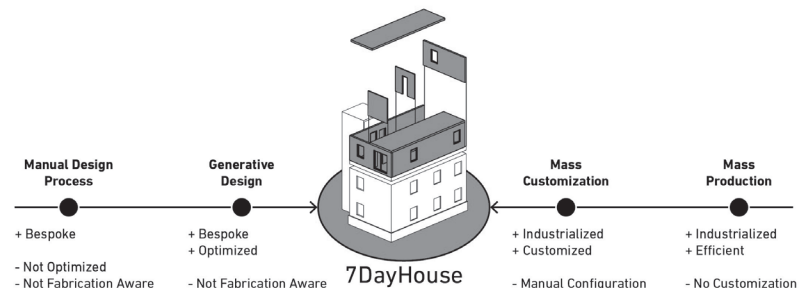 Manual Design
Process
Generative
Design
Mass
Customization
Mass
Production
+ Bespoke
- Not Optimized
- Not Fabrication Aware
+ Bespoke
+ Optimized
- Not Fabrication Aware
7DayHouse
+ Industrialized
+ Customized
- Manual Configuration
+ Industrialized
+ Efficient
- No Customization